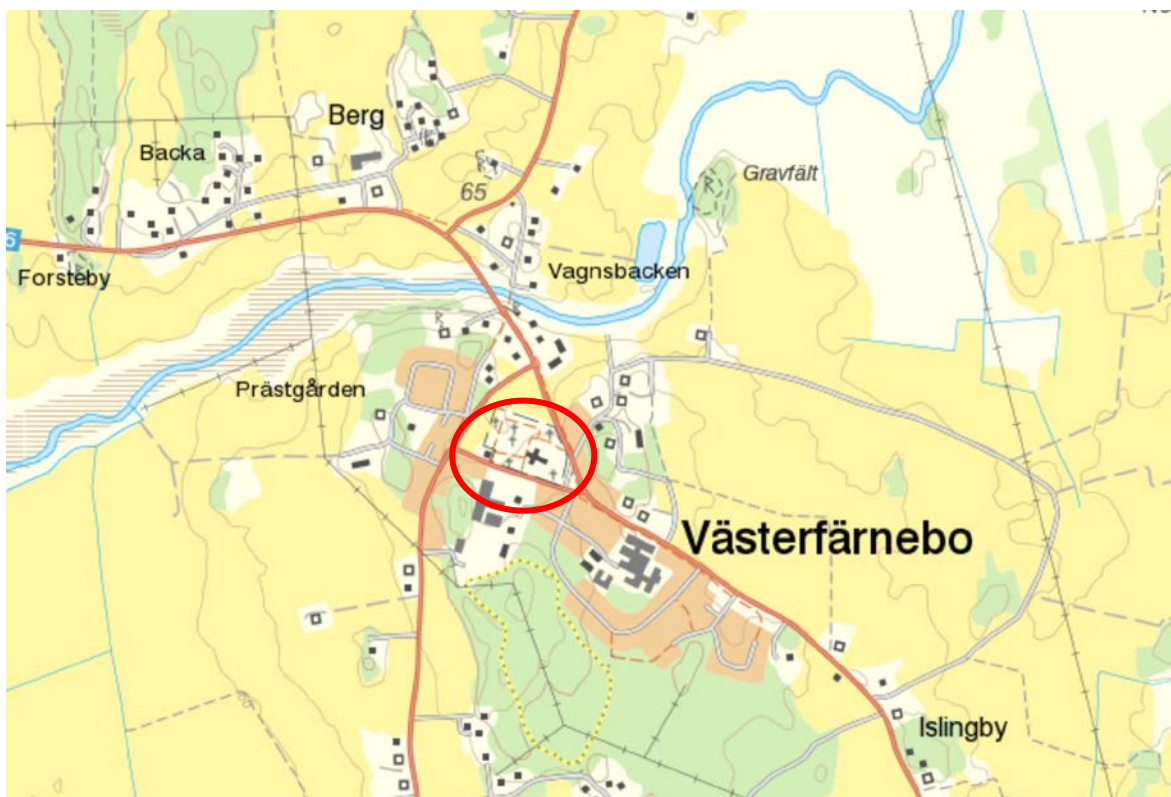 Berg
Backa
65
Gravfält
Forsteby
Vagnsbacken
Prästgården
Västerfärnebo
Islingby